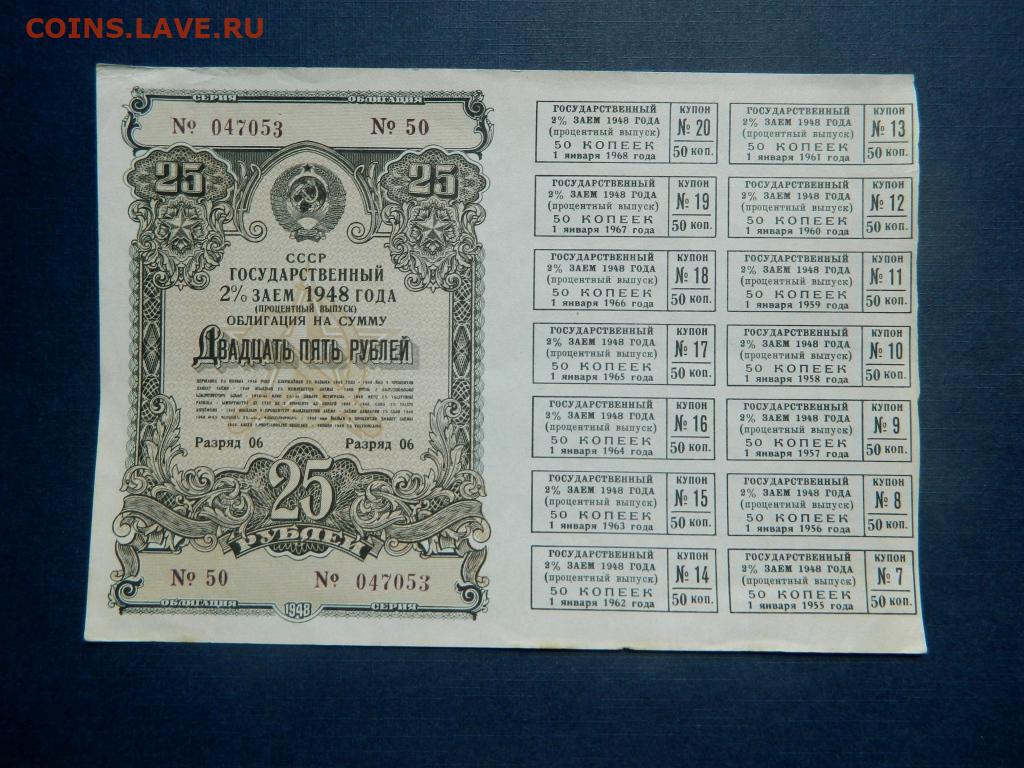 COINS.LAVE.RU
СЕРИЯ ОБЛИГАЦИЯ
№ 047053 № 50
25 25
СССР
ГОСУДАРСТВЕННЫЙ
2% ЗАЕМ 1948 ГОДА
(ПРОЦЕНТНЫЙ ВЫПУСК)
ОБЛИГАЦИЯ НА СУММУ
ДВАДЦАТЬ ПЯТЬ РУБЛЕЙ
Разряд 06 Разряд 06
25
РУБЛЕЙ
№ 50 № 047053
ОБЛИГАЦИЯ 1948 СЕРИЯ
ГОСУДАРСТВЕННЫЙ
2% ЗАЕМ 1948 ГОДА
(процентный выпуск)
50 КОПЕЕК
1 января 1968 года
КУПОН
№ 20
50 коп.
ГОСУДАРСТВЕННЫЙ
2% ЗАЕМ 1948 ГОДА
(процентный выпуск)
50 КОПЕЕК
1 января 1961 года
КУПОН
№ 13
50 коп.
ГОСУДАРСТВЕННЫЙ
2% ЗАЕМ 1948 ГОДА
(процентный выпуск)
50 КОПЕЕК
1 января 1967 года
КУПОН
№ 19
50 коп.
ГОСУДАРСТВЕННЫЙ
2% ЗАЕМ 1948 ГОДА
(процентный выпуск)
50 КОПЕЕК
1 января 1960 года
КУПОН
№ 12
50 коп.
ГОСУДАРСТВЕННЫЙ
2% ЗАЕМ 1948 ГОДА
(процентный выпуск)
50 КОПЕЕК
1 января 1966 года
КУПОН
№ 18
50 коп.
ГОСУДАРСТВЕННЫЙ
2% ЗАЕМ 1948 ГОДА
(процентный выпуск)
50 КОПЕЕК
1 января 1959 года
КУПОН
№ 11
50 коп.
ГОСУДАРСТВЕННЫЙ
2% ЗАЕМ 1948 ГОДА
(процентный выпуск)
50 КОПЕЕК
1 января 1965 года
КУПОН
№ 17
50 коп.
ГОСУДАРСТВЕННЫЙ
2% ЗАЕМ 1948 ГОДА
(процентный выпуск)
50 КОПЕЕК
1 января 1958 года
КУПОН
№ 10
50 коп.
ГОСУДАРСТВЕННЫЙ
2% ЗАЕМ 1948 ГОДА
(процентный выпуск)
50 КОПЕЕК
1 января 1964 года
КУПОН
№ 16
50 коп.
ГОСУДАРСТВЕННЫЙ
2% ЗАЕМ 1948 ГОДА
(процентный выпуск)
50 КОПЕЕК
1 января 1957 года
КУПОН
№ 9
50 коп.
ГОСУДАРСТВЕННЫЙ
2% ЗАЕМ 1948 ГОДА
(процентный выпуск)
50 КОПЕЕК
1 января 1963 года
КУПОН
№ 15
50 коп.
ГОСУДАРСТВЕННЫЙ
2% ЗАЕМ 1948 ГОДА
(процентный выпуск)
50 КОПЕЕК
1 января 1956 года
КУПОН
№ 8
50 коп.
ГОСУДАРСТВЕННЫЙ
2% ЗАЕМ 1948 ГОДА
(процентный выпуск)
50 КОПЕЕК
1 января 1962 года
КУПОН
№ 14
50 коп.
ГОСУДАРСТВЕННЫЙ
2% ЗАЕМ 1948 ГОДА
(процентный выпуск)
50 КОПЕЕК
1 января 1955 года
КУПОН
№ 7
50 коп.